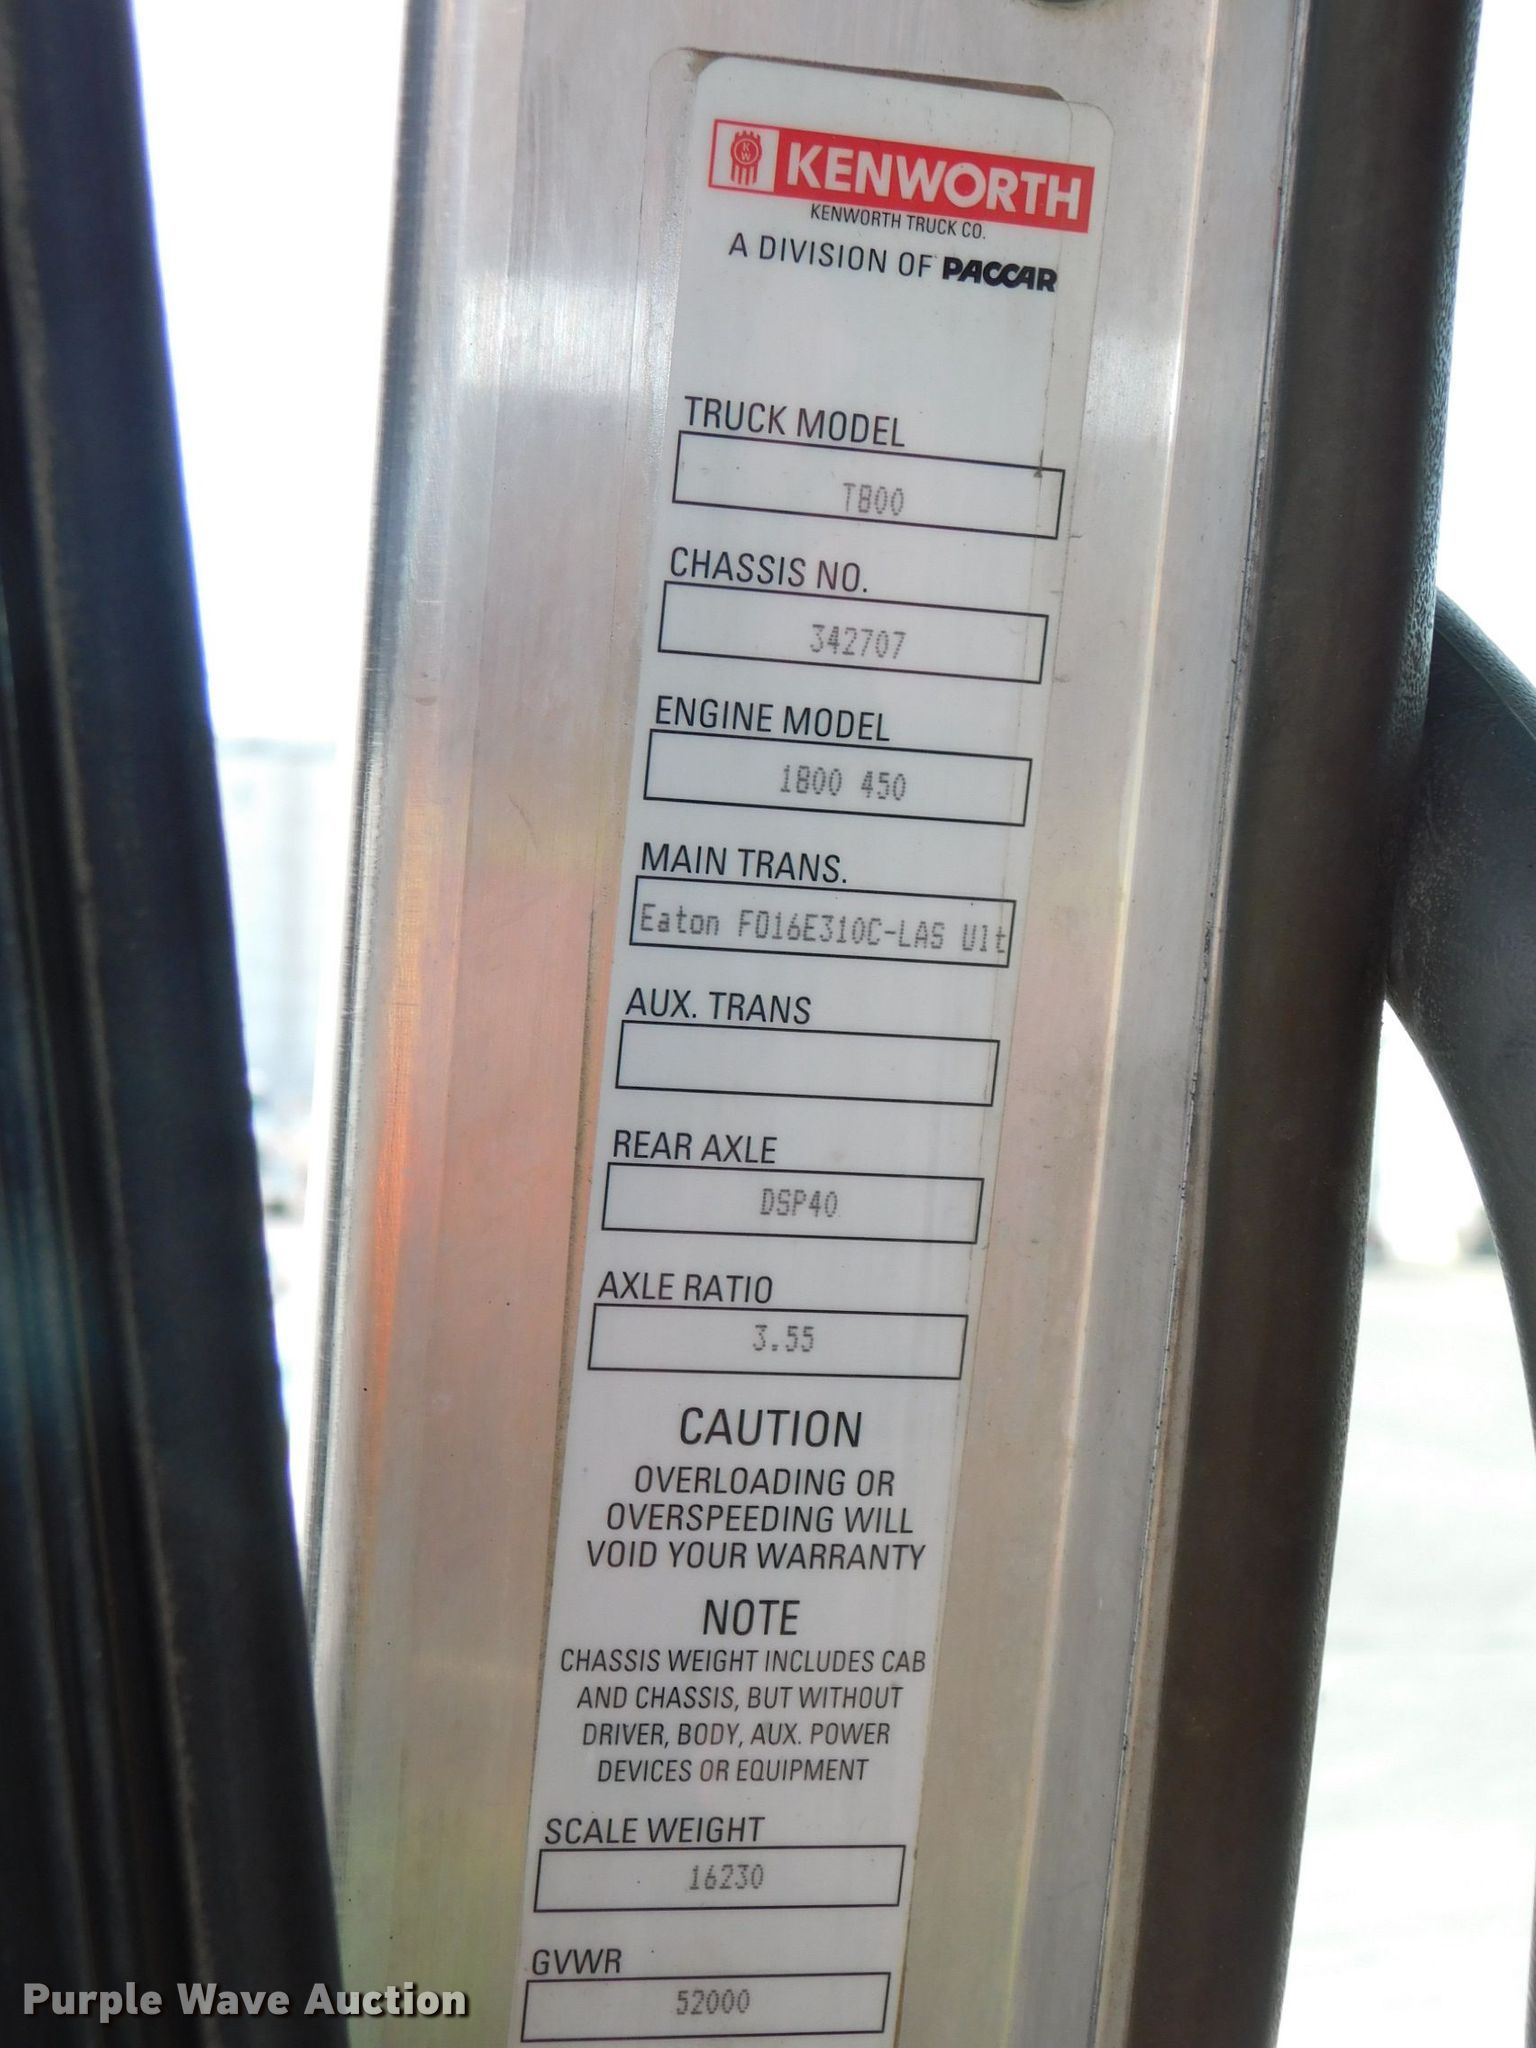 KW KENWORTH
KENWORTH TRUCK CO.
A DIVISION OF PACCAR
TRUCK MODEL
T800
CHASSIS NO.
342707
ENGINE MODEL
1800 450
MAIN TRANS.
Eaton FO16E310C-LAS Ult
AUX. TRANS
REAR AXLE
DSP40
AXLE RATIO
3.55
CAUTION
OVERLOADING OR
OVERSPEEDING WILL
VOID YOUR WARRANTY
NOTE
CHASSIS WEIGHT INCLUDES CAB
AND CHASSIS, BUT WITHOUT
DRIVER, BODY, AUX. POWER
DEVICES OR EQUIPMENT
SCALE WEIGHT
16230
GVWR
52000
Purple Wave Auction